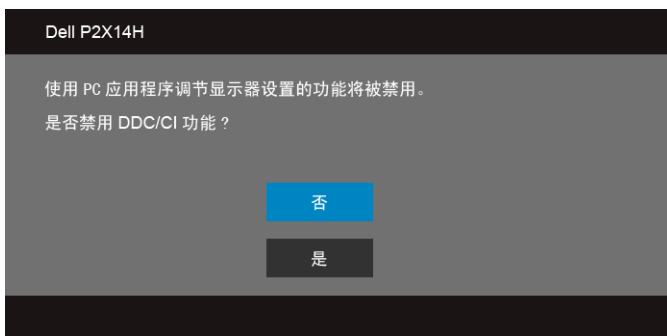 Dell P2X14H
使用 PC 应用程序调节显示器设置的功能将被禁用。
是否禁用 DDC/CI 功能？
否
是